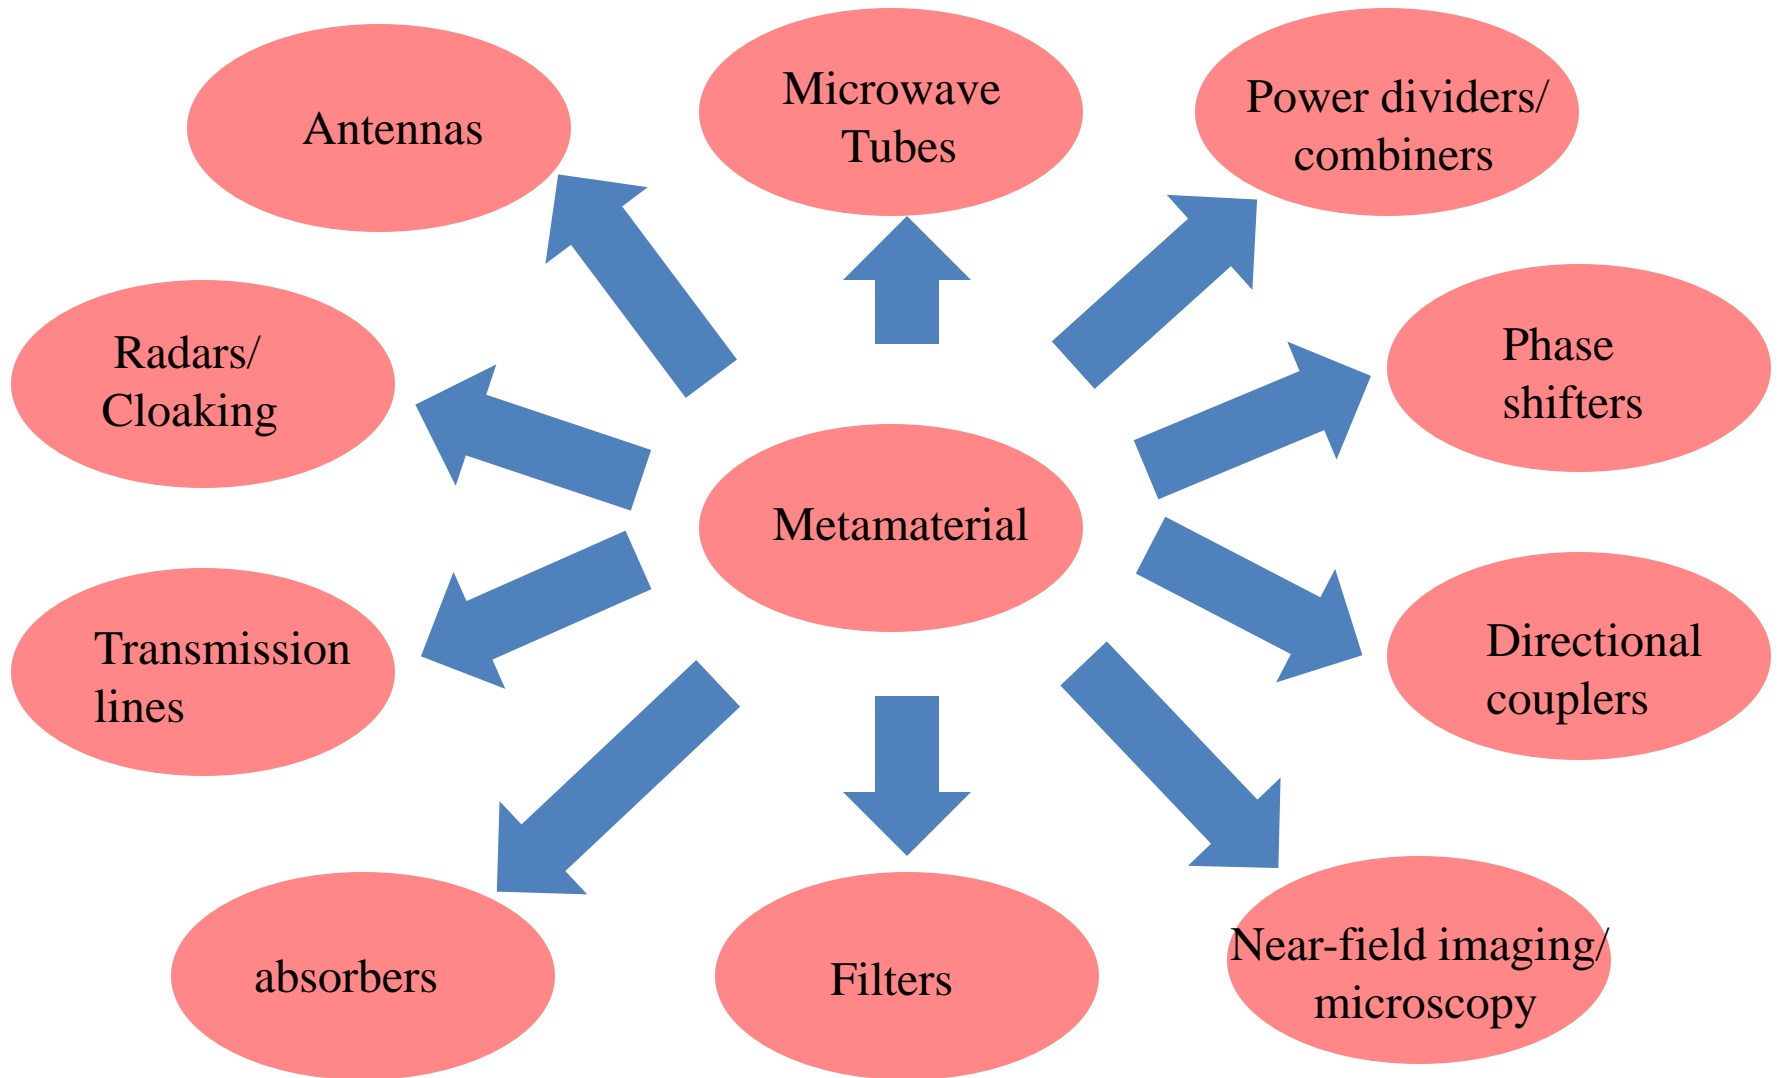 Antennas
Microwave
Tubes
Power dividers/
combiners
Radars/
Cloaking
Phase
shifters
Metamaterial
Transmission
lines
Directional
couplers
absorbers
Filters
Near-field imaging/
microscopy